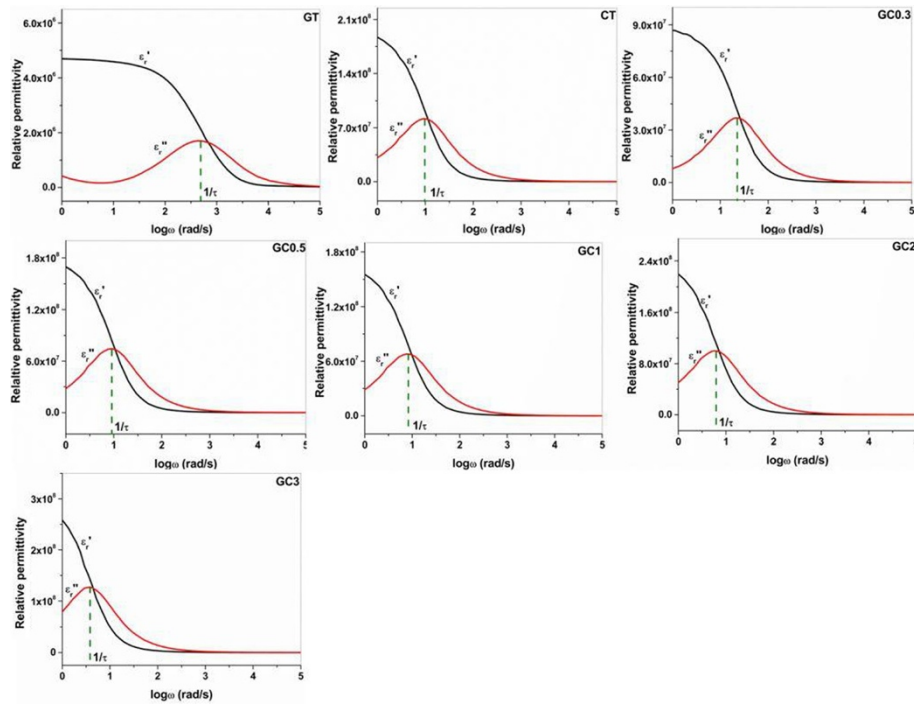 GT
6.0x10⁶
4.0x10⁶
2.0x10⁶
0.0
Relative permittivity
εr'
εr''
1/τ
0 1 2 3 4 5
logω (rad/s)
CT
2.1x10⁸
1.4x10⁸
7.0x10⁷
0.0
Relative permittivity
εr'
εr''
1/τ
0 1 2 3 4 5
logω (rad/s)
GC0.3
9.0x10⁷
6.0x10⁷
3.0x10⁷
0.0
Relative permittivity
εr'
εr''
1/τ
0 1 2 3 4 5
logω (rad/s)
GC0.5
1.8x10⁸
1.2x10⁸
6.0x10⁷
0.0
Relaltive permittivity
εr'
εr''
1/τ
0 1 2 3 4 5
logω (rad/s)
GC1
1.8x10⁸
1.2x10⁸
6.0x10⁷
0.0
Relative permittivity
εr'
εr''
1/τ
0 1 2 3 4 5
logω (rad/s)
GC2
2.4x10⁸
1.6x10⁸
8.0x10⁷
0.0
Relative permittivity
εr'
εr''
1/τ
0 1 2 3 4 5
logω (rad/s)
GC3
3x10⁸
2x10⁸
1x10⁸
0
Relative permittivity
εr'
εr''
1/τ
0 1 2 3 4 5
logω (rad/s)